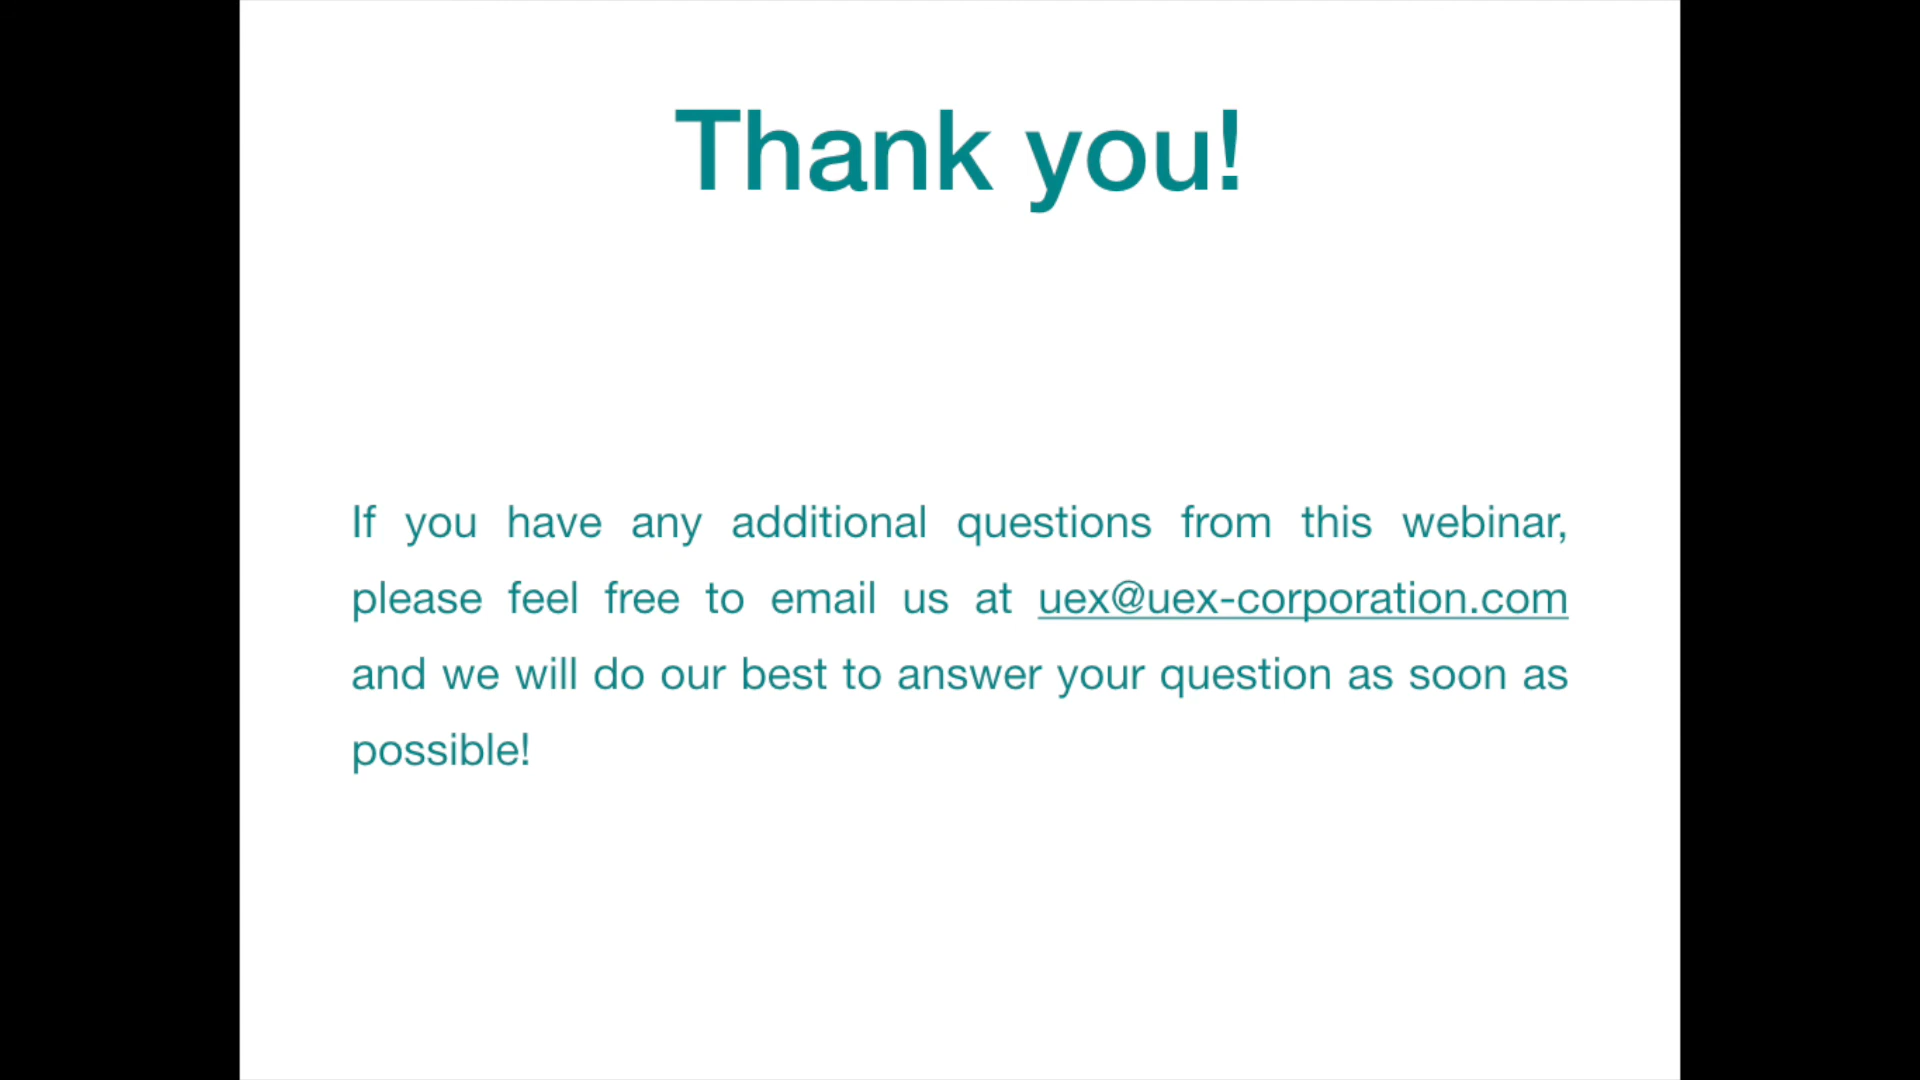 Thank you!
If you have any additional questions from this webinar,
please feel free to email us at uex@uex-corporation.com
and we will do our best to answer your question as soon as
possible!